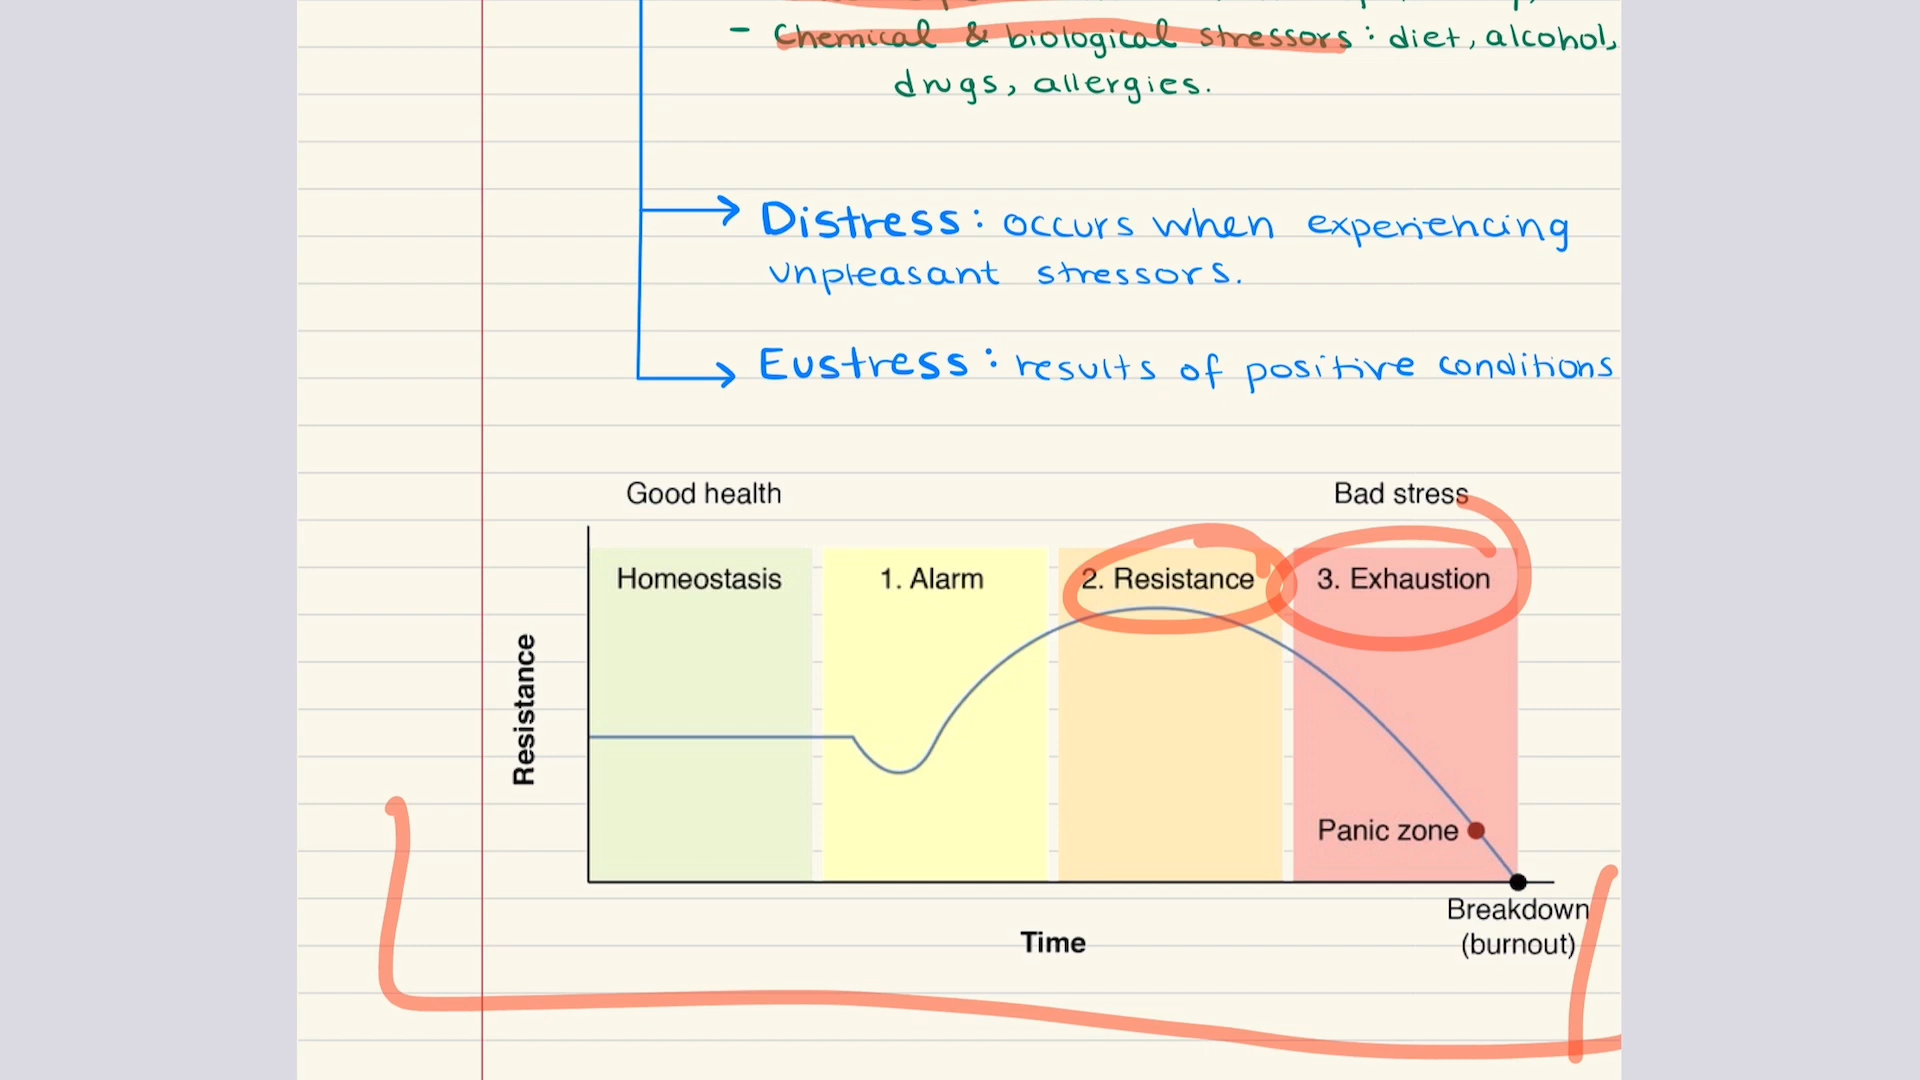 - Chemical & biological stressors : diet, alcohol,
drugs, allergies.
Distress : occurs when experiencing
unpleasant stressors.
Eustress : results of positive conditions
Good health
Bad stress
Homeostasis
1. Alarm
2. Resistance
3. Exhaustion
Resistance
Panic zone
Breakdown
(burnout)
Time